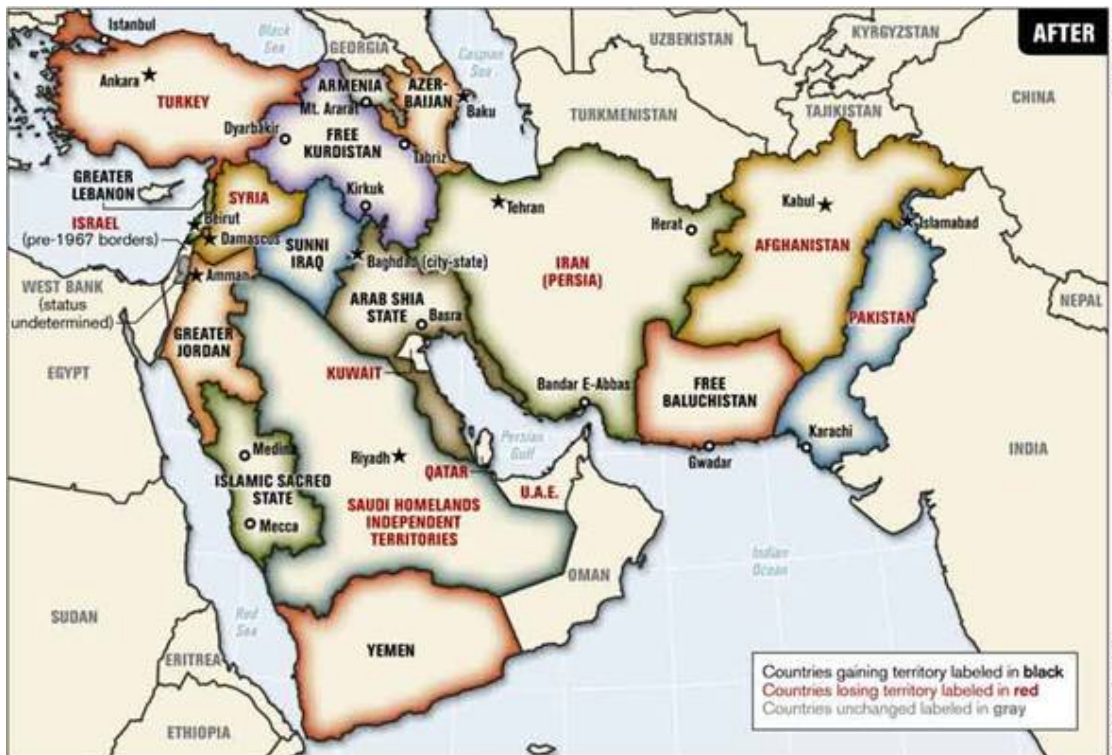 AFTER
Istanbul
Black
Sea
GEORGIA
Caspian
Sea
UZBEKISTAN
KYRGYZSTAN
Ankara
TURKEY
ARMENIA
Mt. Ararat
AZER-
BAIJAN
Baku
TURKMENISTAN
TAJIKISTAN
CHINA
Dyarbakir
FREE
KURDISTAN
Tabriz
GREATER
LEBANON
SYRIA
Kirkuk
Tehran
Herat
Kabul
Islamabad
ISRAEL
(pre-1967 borders)
Beirut
Damascus
SUNNI
IRAQ
Baghdad (city-state)
IRAN
(PERSIA)
AFGHANISTAN
WEST BANK
(status
undetermined)
Amman
ARAB SHIA
STATE
Basra
PAKISTAN
NEPAL
GREATER
JORDAN
EGYPT
KUWAIT
Bandar E-Abbas
FREE
BALUCHISTAN
Karachi
Gwadar
INDIA
Medina
ISLAMIC SACRED
STATE
Mecca
Riyadh
Persian
Gulf
QATAR
U.A.E.
SAUDI HOMELANDS
INDEPENDENT
TERRITORIES
OMAN
Indian
Ocean
SUDAN
Red
Sea
YEMEN
ERITREA
ETHIOPIA
Countries gaining territory labeled in black
Countries losing territory labeled in red
Countries unchanged labeled in gray